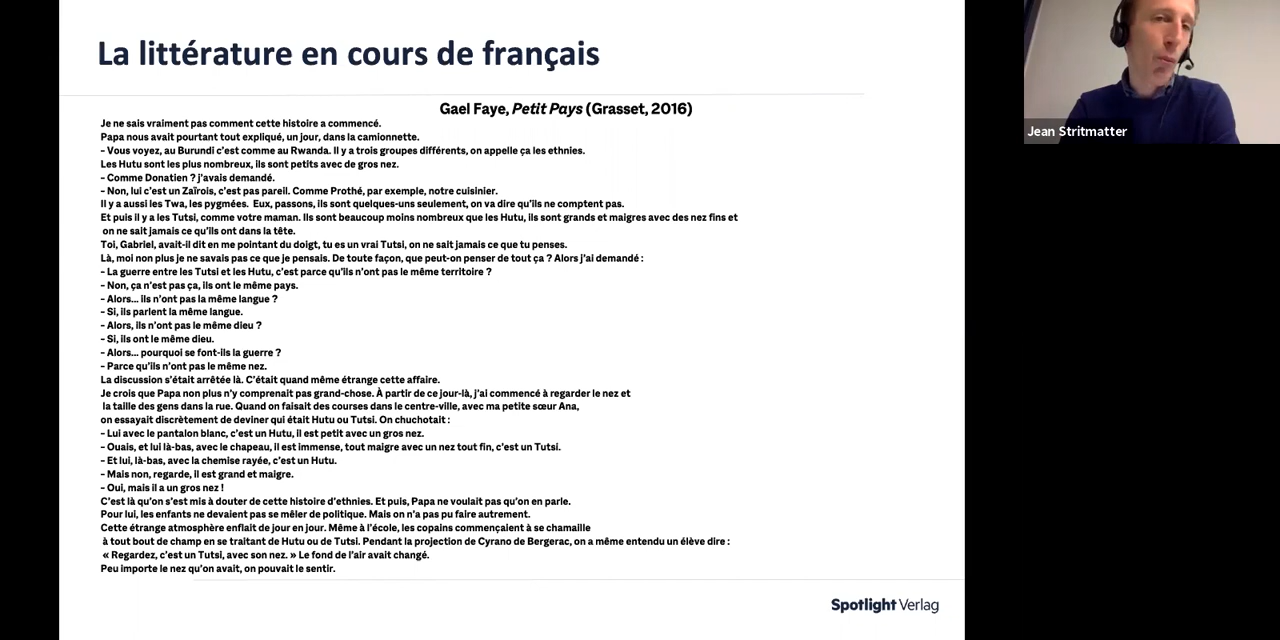 La littérature en cours de français
Gael Faye, Petit Pays (Grasset, 2016)
Je ne sais vraiment pas comment cette histoire a commencé.
Papa nous avait pourtant tout expliqué, un jour, dans la camionnette.
– Vous voyez, au Burundi c’est comme au Rwanda. Il y a trois groupes différents, on appelle ça les ethnies.
Les Hutu sont les plus nombreux, ils sont petits avec de gros nez.
– Comme Donatien ? j’avais demandé.
– Non, lui c’est un Zaïrois, c’est pas pareil. Comme Prothé, par exemple, notre cuisinier.
Il y a aussi les Twa, les pygmées. Eux, passons, ils sont quelques-uns seulement, on va dire qu’ils ne comptent pas.
Et puis il y a les Tutsi, comme votre maman. Ils sont beaucoup moins nombreux que les Hutu, ils sont grands et maigres avec des nez fins et
on ne sait jamais ce qu’ils ont dans la tête.
Toi, Gabriel, avait-il dit en me pointant du doigt, tu es un vrai Tutsi, on ne sait jamais ce que tu penses.
Là, moi non plus je ne savais pas ce que je pensais. De toute façon, que peut-on penser de tout ça ? Alors j’ai demandé :
– La guerre entre les Tutsi et les Hutu, c’est parce qu’ils n’ont pas le même territoire ?
– Non, ça n’est pas ça, ils ont le même pays.
– Alors… ils n’ont pas la même langue ?
– Si, ils parlent la même langue.
– Alors, ils n’ont pas le même dieu ?
– Si, ils ont le même dieu.
– Alors… pourquoi se font-ils la guerre ?
– Parce qu’ils n’ont pas le même nez.
La discussion s’était arrêtée là. C’était quand même étrange cette affaire.
Je crois que Papa non plus n’y comprenait pas grand-chose. À partir de ce jour-là, j’ai commencé à regarder le nez et
la taille des gens dans la rue. Quand on faisait des courses dans le centre-ville, avec ma petite sœur Ana,
on essayait discrètement de deviner qui était Hutu ou Tutsi. On chuchotait :
– Lui avec le pantalon blanc, c’est un Hutu, il est petit avec un gros nez.
– Ouais, et lui là-bas, avec le chapeau, il est immense, tout maigre avec un nez tout fin, c’est un Tutsi.
– Et lui, là-bas, avec la chemise rayée, c’est un Hutu.
– Mais non, regarde, il est grand et maigre.
– Oui, mais il a un gros nez !
C’est là qu’on s’est mis à douter de cette histoire d’ethnies. Et puis, Papa ne voulait pas qu’on en parle.
Pour lui, les enfants ne devaient pas se mêler de politique. Mais on n’a pas pu faire autrement.
Cette étrange atmosphère enflait de jour en jour. Même à l’école, les copains commençaient à se chamaille
à tout bout de champ en se traitant de Hutu ou de Tutsi. Pendant la projection de Cyrano de Bergerac, on a même entendu un élève dire :
« Regardez, c’est un Tutsi, avec son nez. » Le fond de l’air avait changé.
Peu importe le nez qu’on avait, on pouvait le sentir.
Spotlight Verlag
Jean Stritmatter